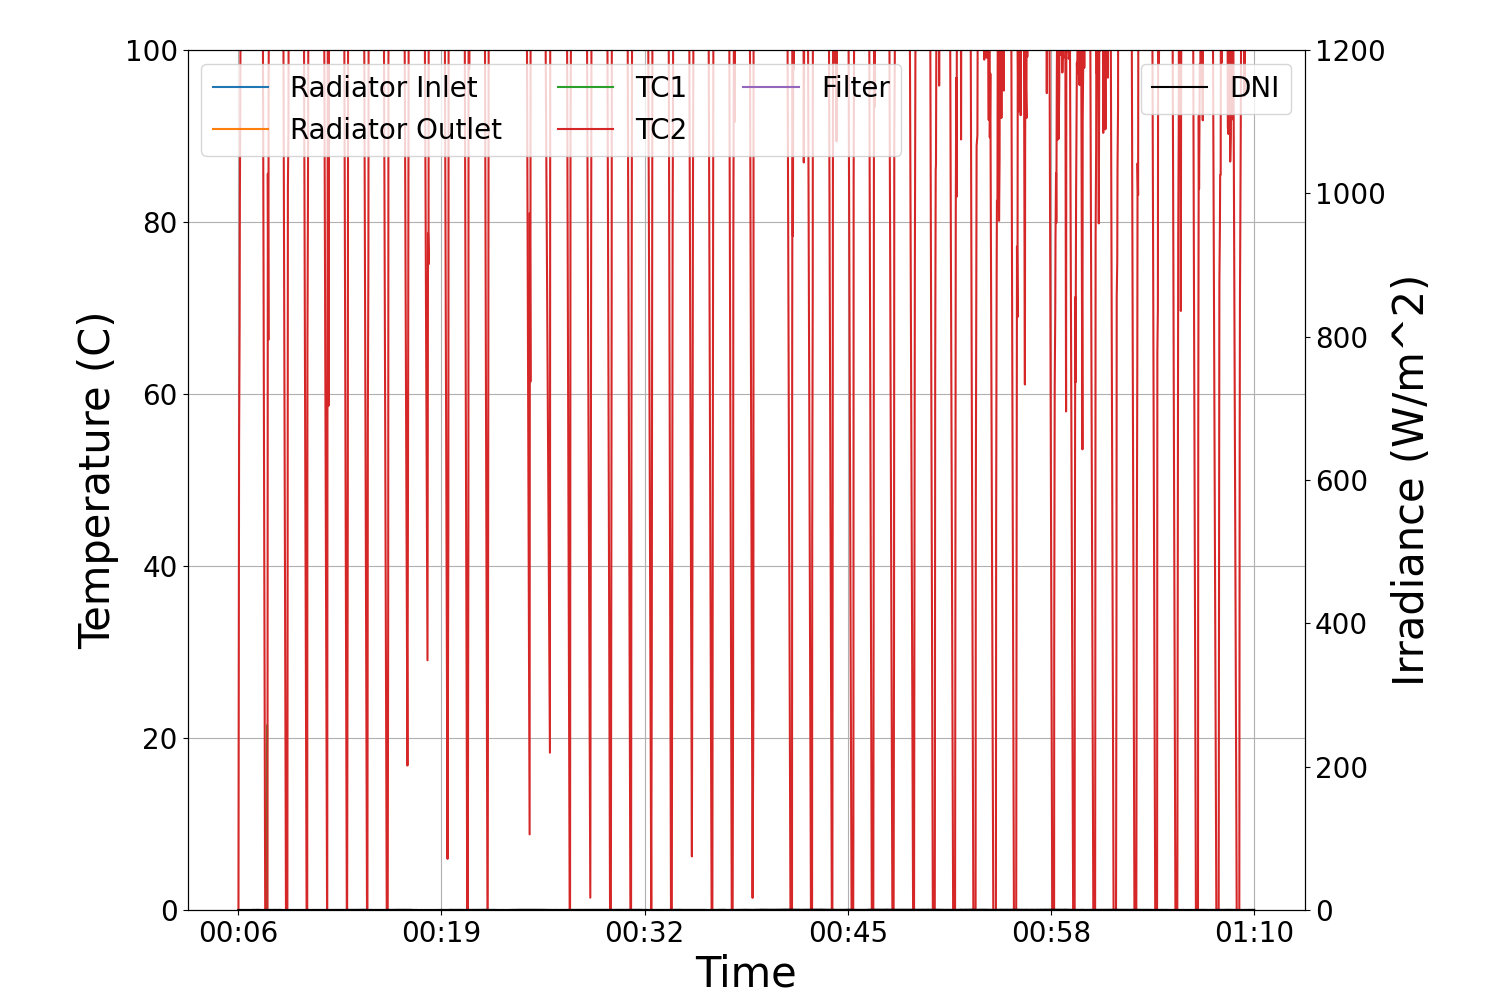 100
80
60
40
20
0
Temperature (C)
Radiator Inlet
Radiator Outlet
TC1
TC2
Filter
DNI
1200
1000
800
600
400
200
0
Irradiance (W/m^2)
00:06
00:19
00:32
00:45
00:58
01:10
Time